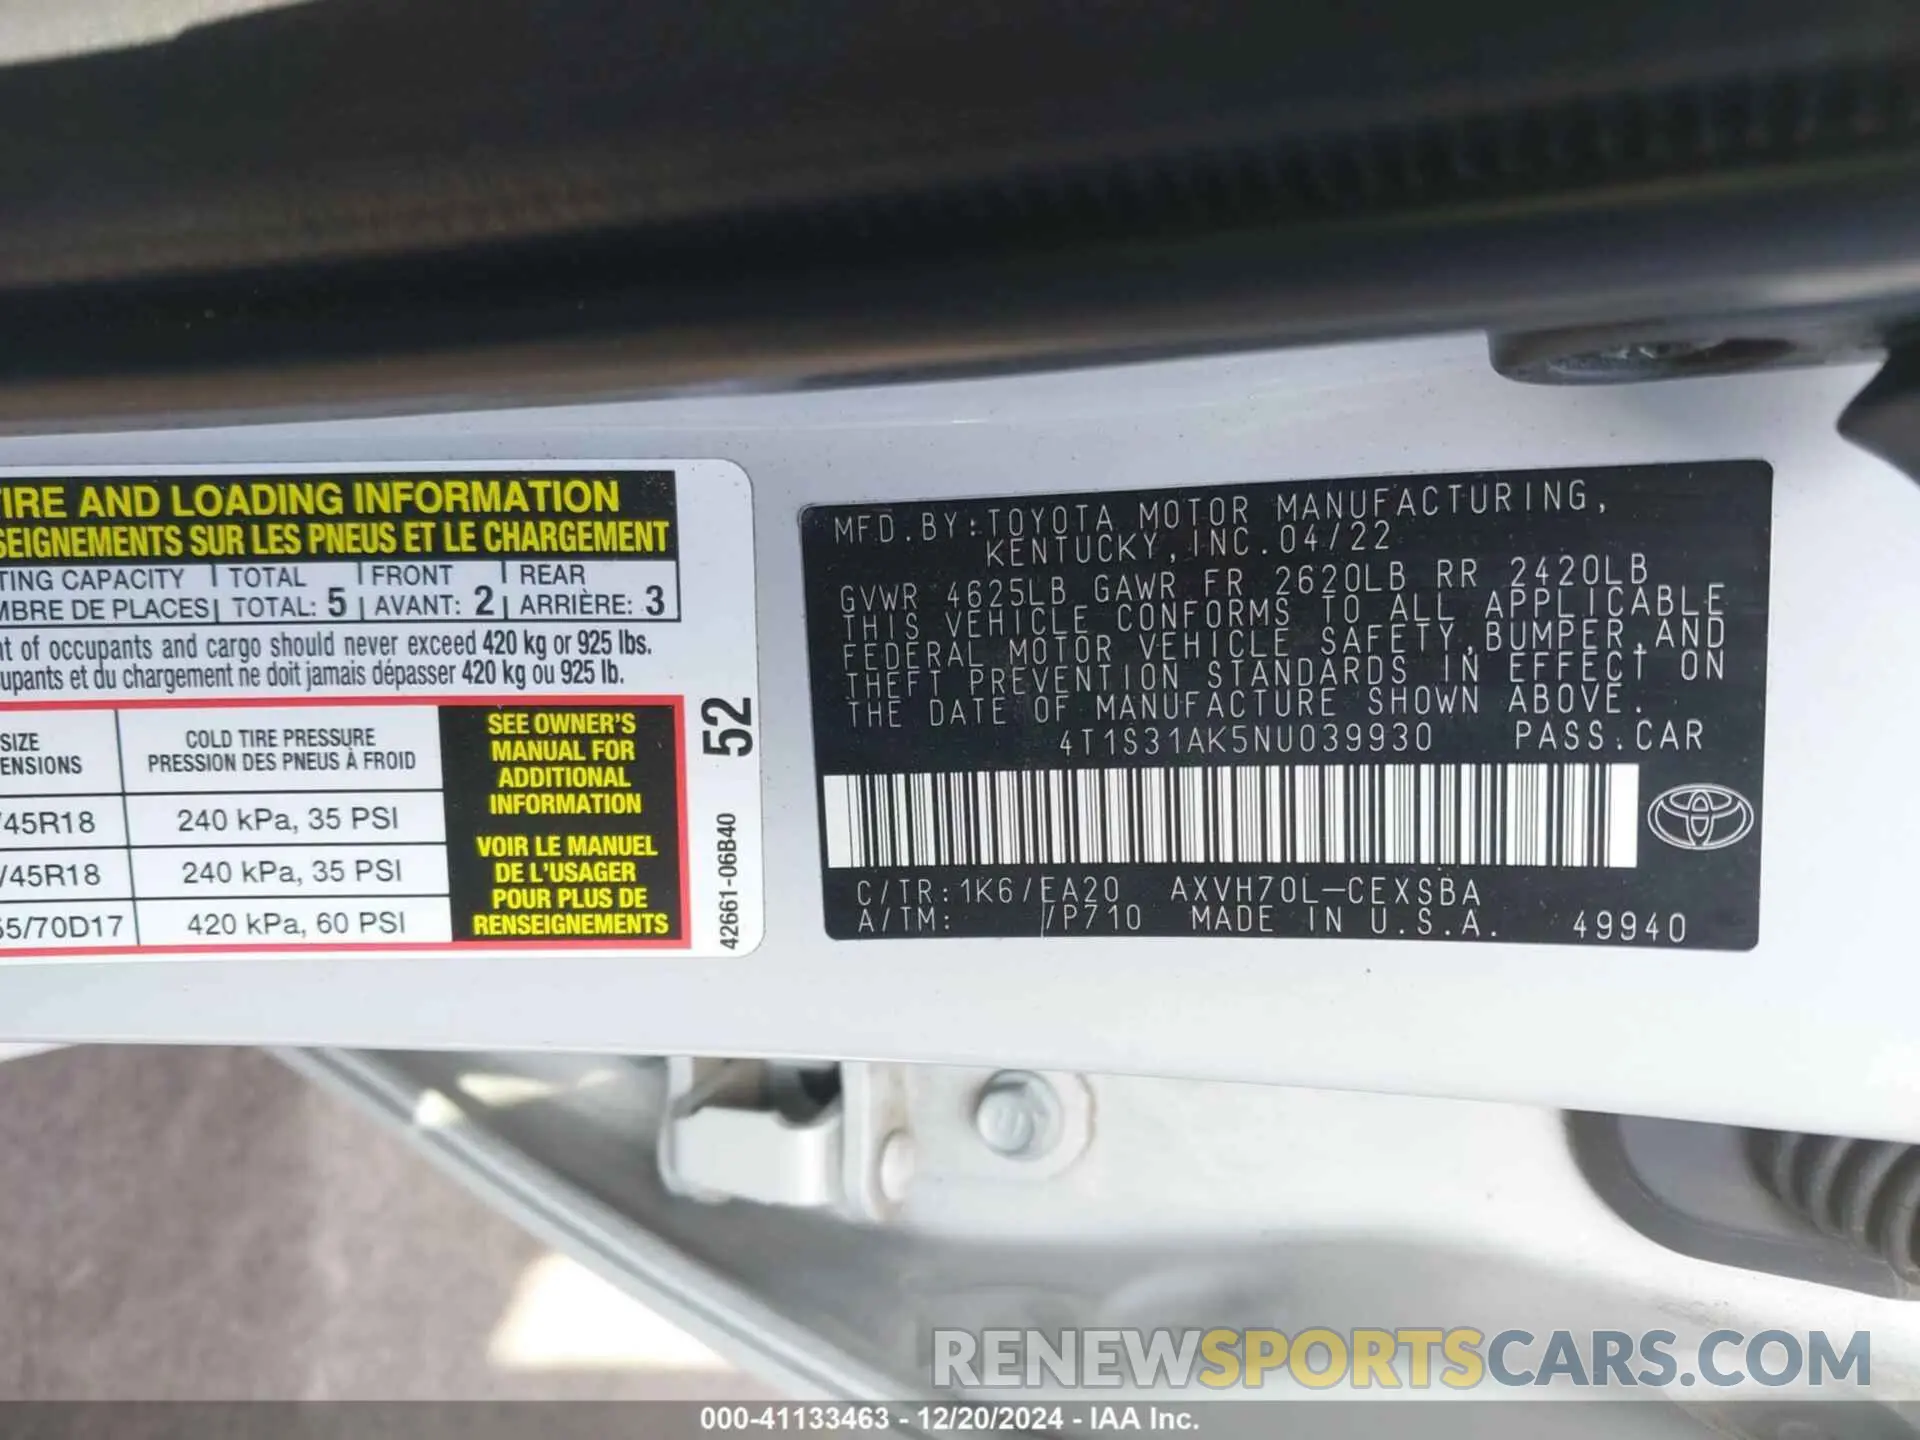 TIRE AND LOADING INFORMATION
SEIGNEMENTS SUR LES PNEUS ET LE CHARGEMENT
TING CAPACITY TOTAL FRONT REAR
MBRE DE PLACES TOTAL: 5 AVANT: 2 ARRIÈRE: 3
nt of occupants and cargo should never exceed 420 kg or 925 lbs.
upants et du chargement ne doit jamais dépasser 420 kg ou 925 lb.
SIZE
ENSIONS
COLD TIRE PRESSURE
PRESSION DES PNEUS À FROID
/45R18 240 kPa, 35 PSI
/45R18 240 kPa, 35 PSI
55/70D17 420 kPa, 60 PSI
SEE OWNER'S
MANUAL FOR
ADDITIONAL
INFORMATION
VOIR LE MANUEL
DE L'USAGER
POUR PLUS DE
RENSEIGNEMENTS
52
42661-06B40
MFD.BY:TOYOTA MOTOR MANUFACTURING,
KENTUCKY,INC.04/22
GVWR 4625LB GAWR FR 2620LB RR 2420LB
THIS VEHICLE CONFORMS TO ALL APPLICABLE
FEDERAL MOTOR VEHICLE SAFETY,BUMPER,AND
THEFT PREVENTION STANDARDS IN EFFECT ON
THE DATE OF MANUFACTURE SHOWN ABOVE.
4T1S31AK5NU039930 PASS.CAR
C/TR:1K6/EA20 AXVH70L-CEXSBA
A/TM: /P710 MADE IN U.S.A. 49940
RENEWSPORTSCARS.COM
000-41133463 - 12/20/2024 - IAA Inc.